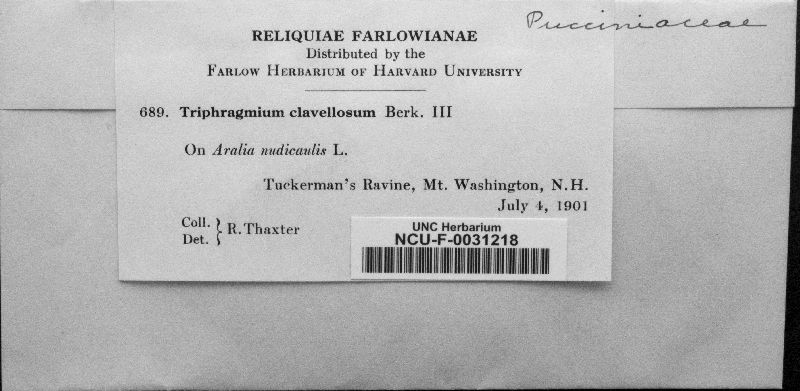 Pucciniaceae
RELIQUIAE FARLOWIANAE
Distributed by the
FARLOW HERBARIUM OF HARVARD UNIVERSITY
689. Triphragmium clavellosum Berk. III
On Aralia nudicaulis L.
Tuckerman's Ravine, Mt. Washington, N.H.
July 4, 1901
Coll.
Det. } R. Thaxter
UNC Herbarium
NCU-F-0031218